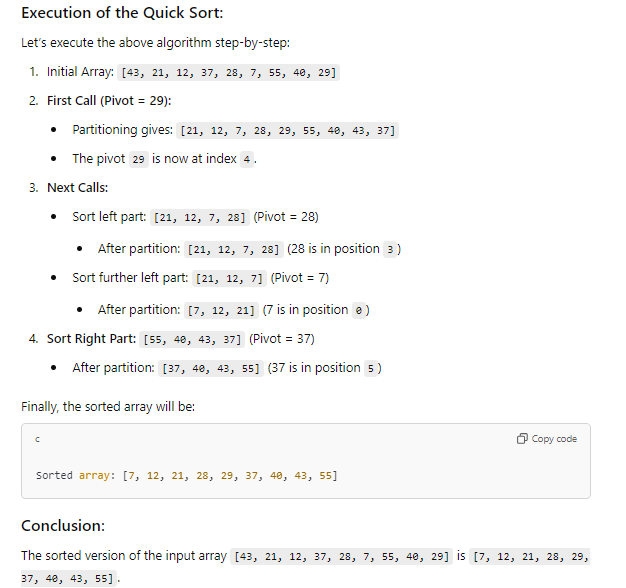 Execution of the Quick Sort:
Let's execute the above algorithm step-by-step:
1. Initial Array: [43, 21, 12, 37, 28, 7, 55, 40, 29]
2. First Call (Pivot = 29):
• Partitioning gives: [21, 12, 7, 28, 29, 55, 40, 43, 37]
• The pivot 29 is now at index 4.
3. Next Calls:
• Sort left part: [21, 12, 7, 28] (Pivot = 28)
• After partition: [21, 12, 7, 28] (28 is in position 3)
• Sort further left part: [21, 12, 7] (Pivot = 7)
• After partition: [7, 12, 21] (7 is in position 0)
4. Sort Right Part: [55, 40, 43, 37] (Pivot = 37)
• After partition: [37, 40, 43, 55] (37 is in position 5)
Finally, the sorted array will be:
c Copy code
Sorted array: [7, 12, 21, 28, 29, 37, 40, 43, 55]
Conclusion:
The sorted version of the input array [43, 21, 12, 37, 28, 7, 55, 40, 29] is [7, 12, 21, 28, 29,
37, 40, 43, 55].